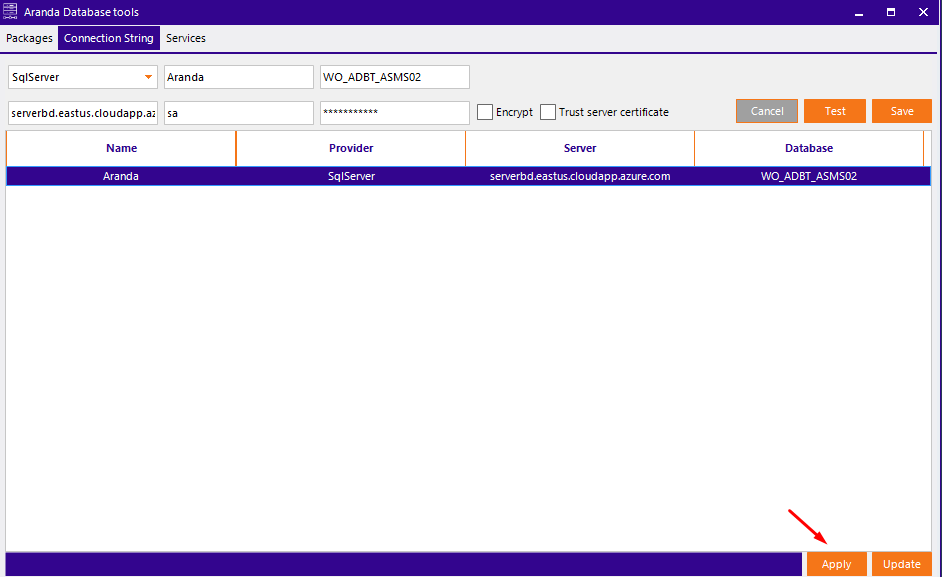 Aranda Database tools
Packages Connection String Services
SqlServer Aranda WO_ADBT_ASMS02
serverbd.eastus.cloudapp.az sa *********** Encrypt Trust server certificate Cancel Test Save
Name Provider Server Database
Aranda SqlServer serverbd.eastus.cloudapp.azure.com WO_ADBT_ASMS02
Apply Update